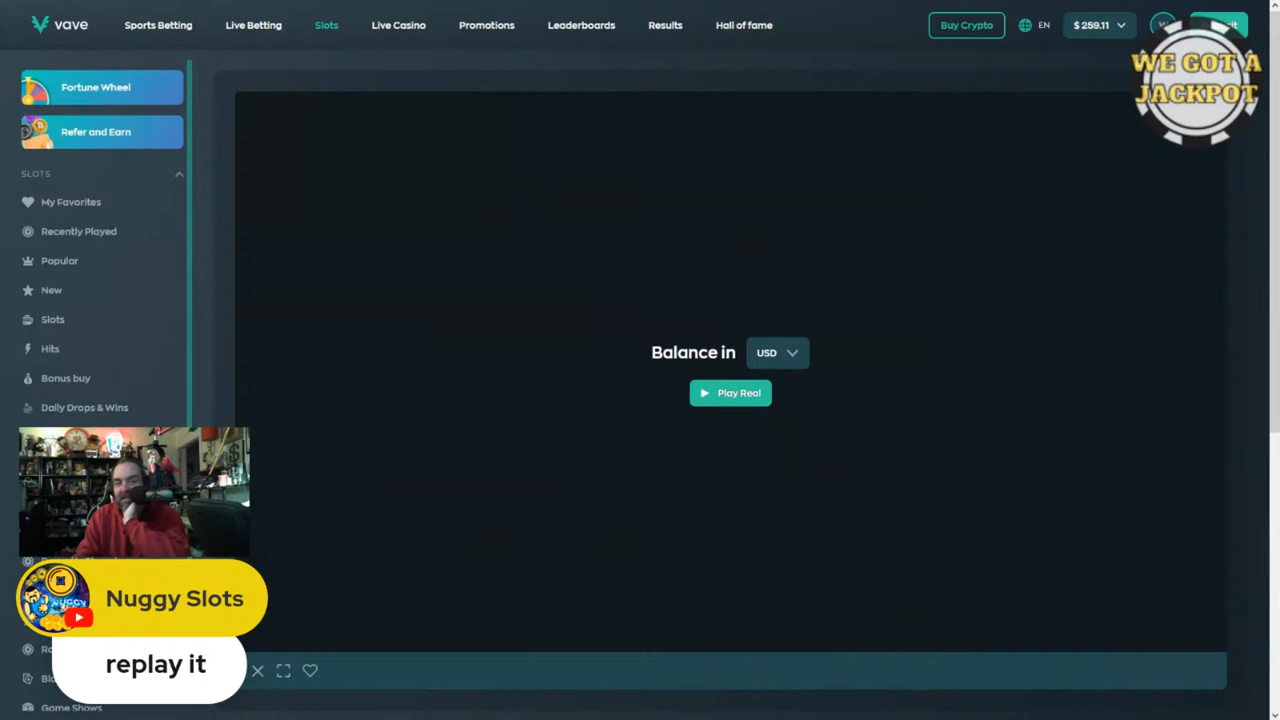 vave
Sports Betting
Live Betting
Slots
Live Casino
Promotions
Leaderboards
Results
Hall of fame
Buy Crypto
EN
$ 259.11
WE GOT A
JACKPOT
Fortune Wheel
Refer and Earn
SLOTS
My Favorites
Recently Played
Popular
New
Slots
Hits
Bonus buy
Daily Drops & Wins
Balance in
USD
Play Real
Nuggy Slots
replay it
Game Shows